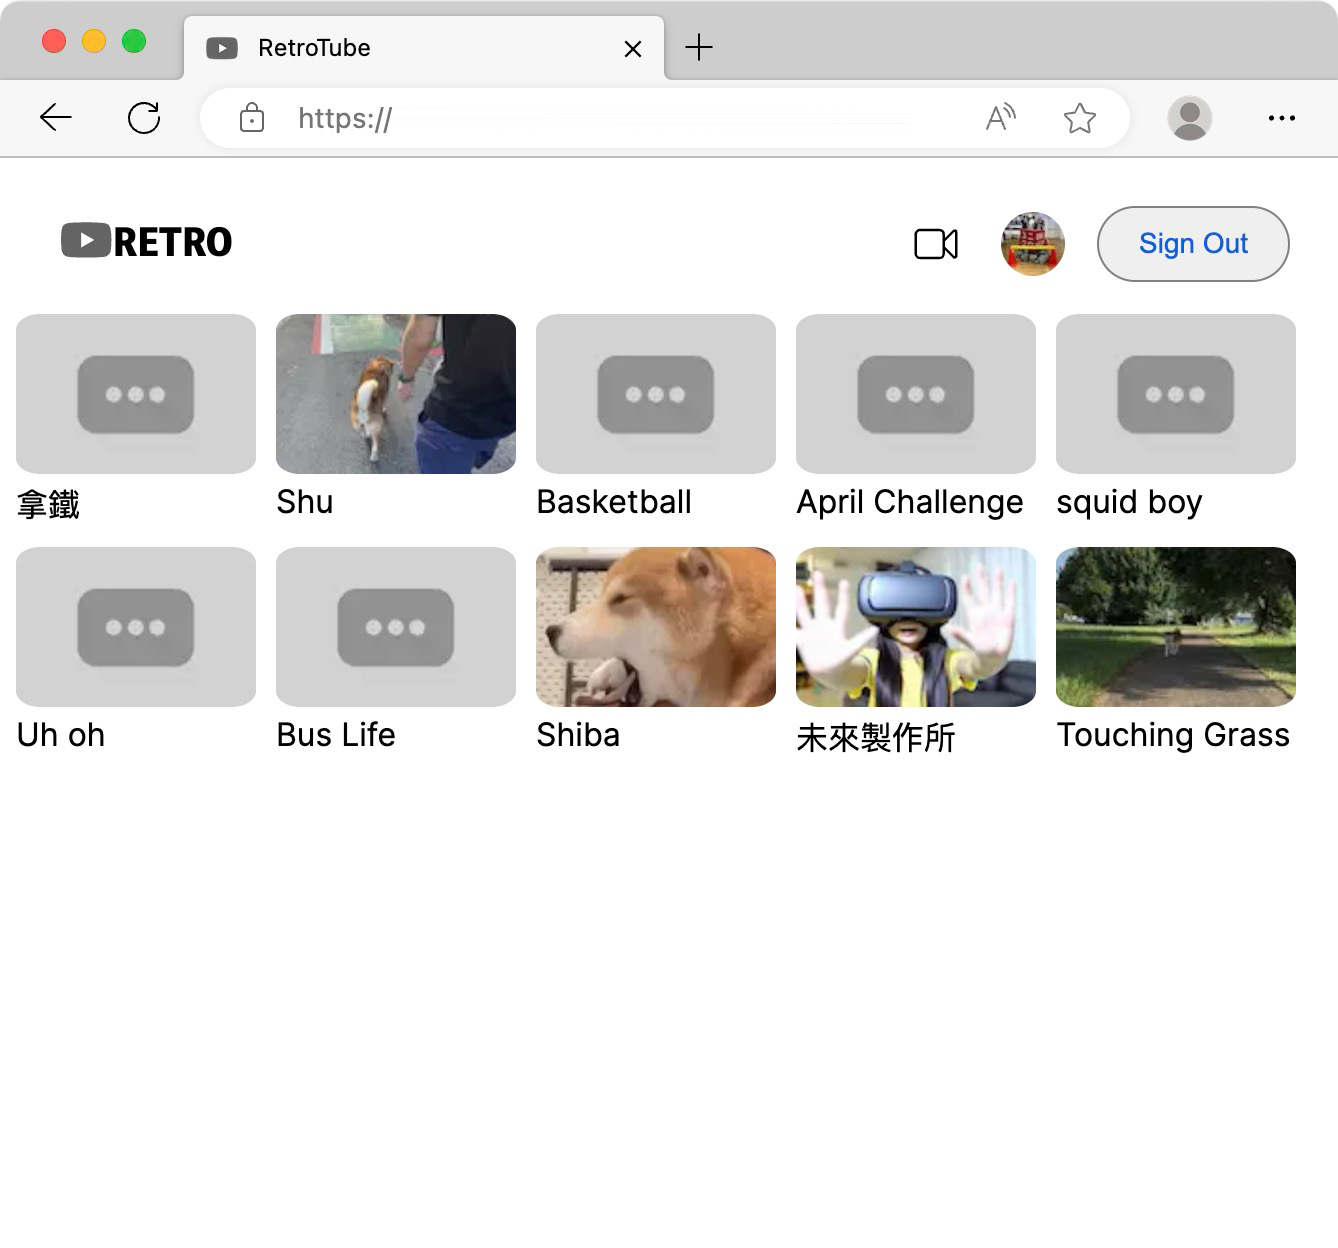 RetroTube
https://
RETRO
Sign Out
拿鐵
Shu
Basketball
April Challenge
squid boy
Uh oh
Bus Life
Shiba
未來製作所
Touching Grass